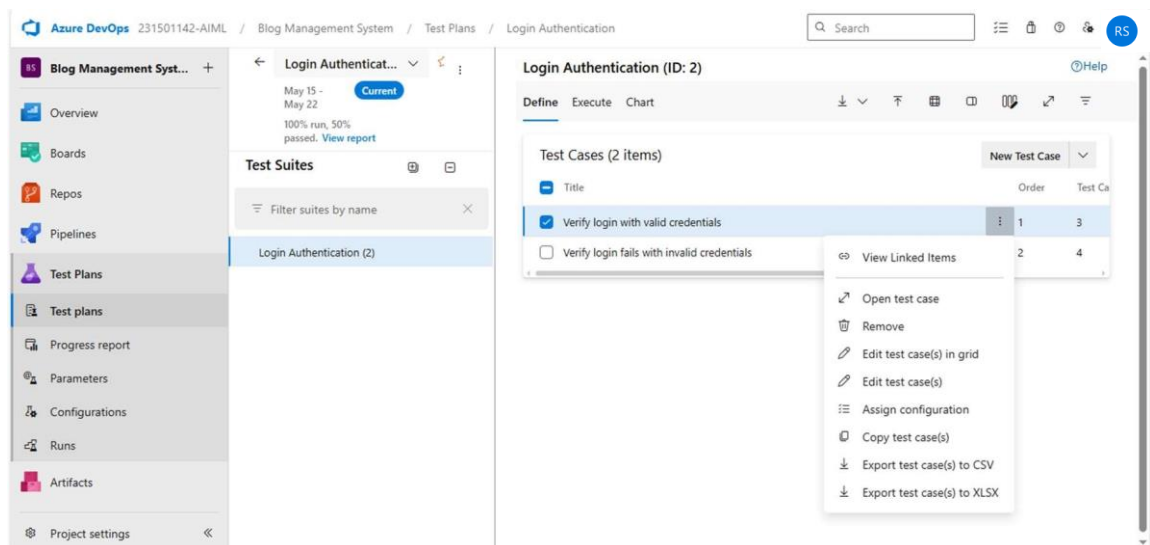 Azure DevOps 231501142-AIML / Blog Management System / Test Plans / Login Authentication
Search
RS
BS Blog Management Syst... +
Overview
Boards
Repos
Pipelines
Test Plans
Test plans
Progress report
Parameters
Configurations
Runs
Artifacts
Project settings
Login Authenticat...
May 15 - Current
May 22
100% run, 50%
passed. View report
Test Suites
Filter suites by name
Login Authentication (2)
Login Authentication (ID: 2)
Help
Define Execute Chart
Test Cases (2 items)
New Test Case
Title Order Test Ca
Verify login with valid credentials 1 3
Verify login fails with invalid credentials 2 4
View Linked Items
Open test case
Remove
Edit test case(s) in grid
Edit test case(s)
Assign configuration
Copy test case(s)
Export test case(s) to CSV
Export test case(s) to XLSX